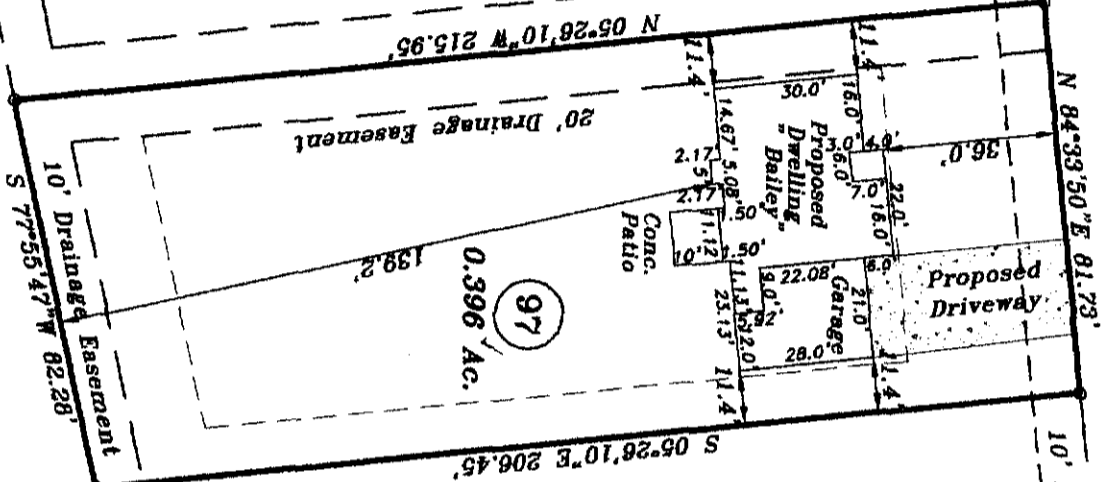 N 05°26'10"W 215.95'
20' Drainage Easement
11.4'
11.4'
30.0'
16.0'
14.67'
3.0'
4.0'
6.0'
7.0'
36.0'
N 84°33'50"E 81.73'
Proposed
Dwelling
"Bailey"
2.17'
5.08'
2.17'
1.50'
22.0'
18.0'
Conc.
Patio
11.12
10'
1.50'
22.08'
6.0'
Proposed
Driveway
Garage
21.0'
9.0'
11.13'
23.13'
12.0'
28.0'
11.4'
11.4'
139.2'
97
0.396 Ac.
10' Drainage Easement
S 77°55'47"W 82.28'
S 05°26'10"E 206.45'
10'